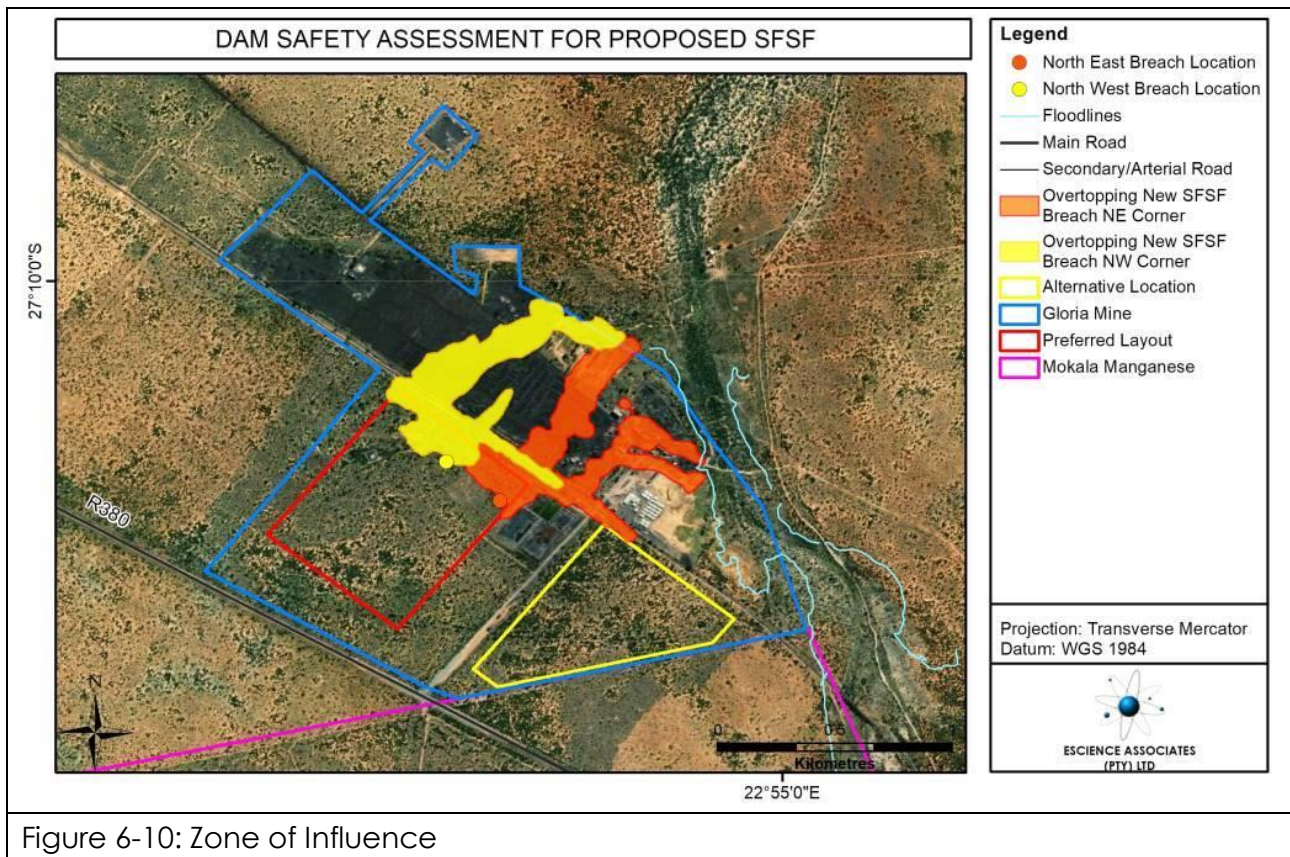 DAM SAFETY ASSESSMENT FOR PROPOSED SFSF
27°10'0"S
R380
N
0
0.5
Kilometres
22°55'0"E
Legend
North East Breach Location
North West Breach Location
Floodlines
Main Road
Secondary/Arterial Road
Overtopping New SFSF
Breach NE Corner
Overtopping New SFSF
Breach NW Corner
Alternative Location
Gloria Mine
Preferred Layout
Mokala Manganese
Projection: Transverse Mercator
Datum: WGS 1984
ESCIENCE ASSOCIATES
(PTY) LTD
Figure 6-10: Zone of Influence